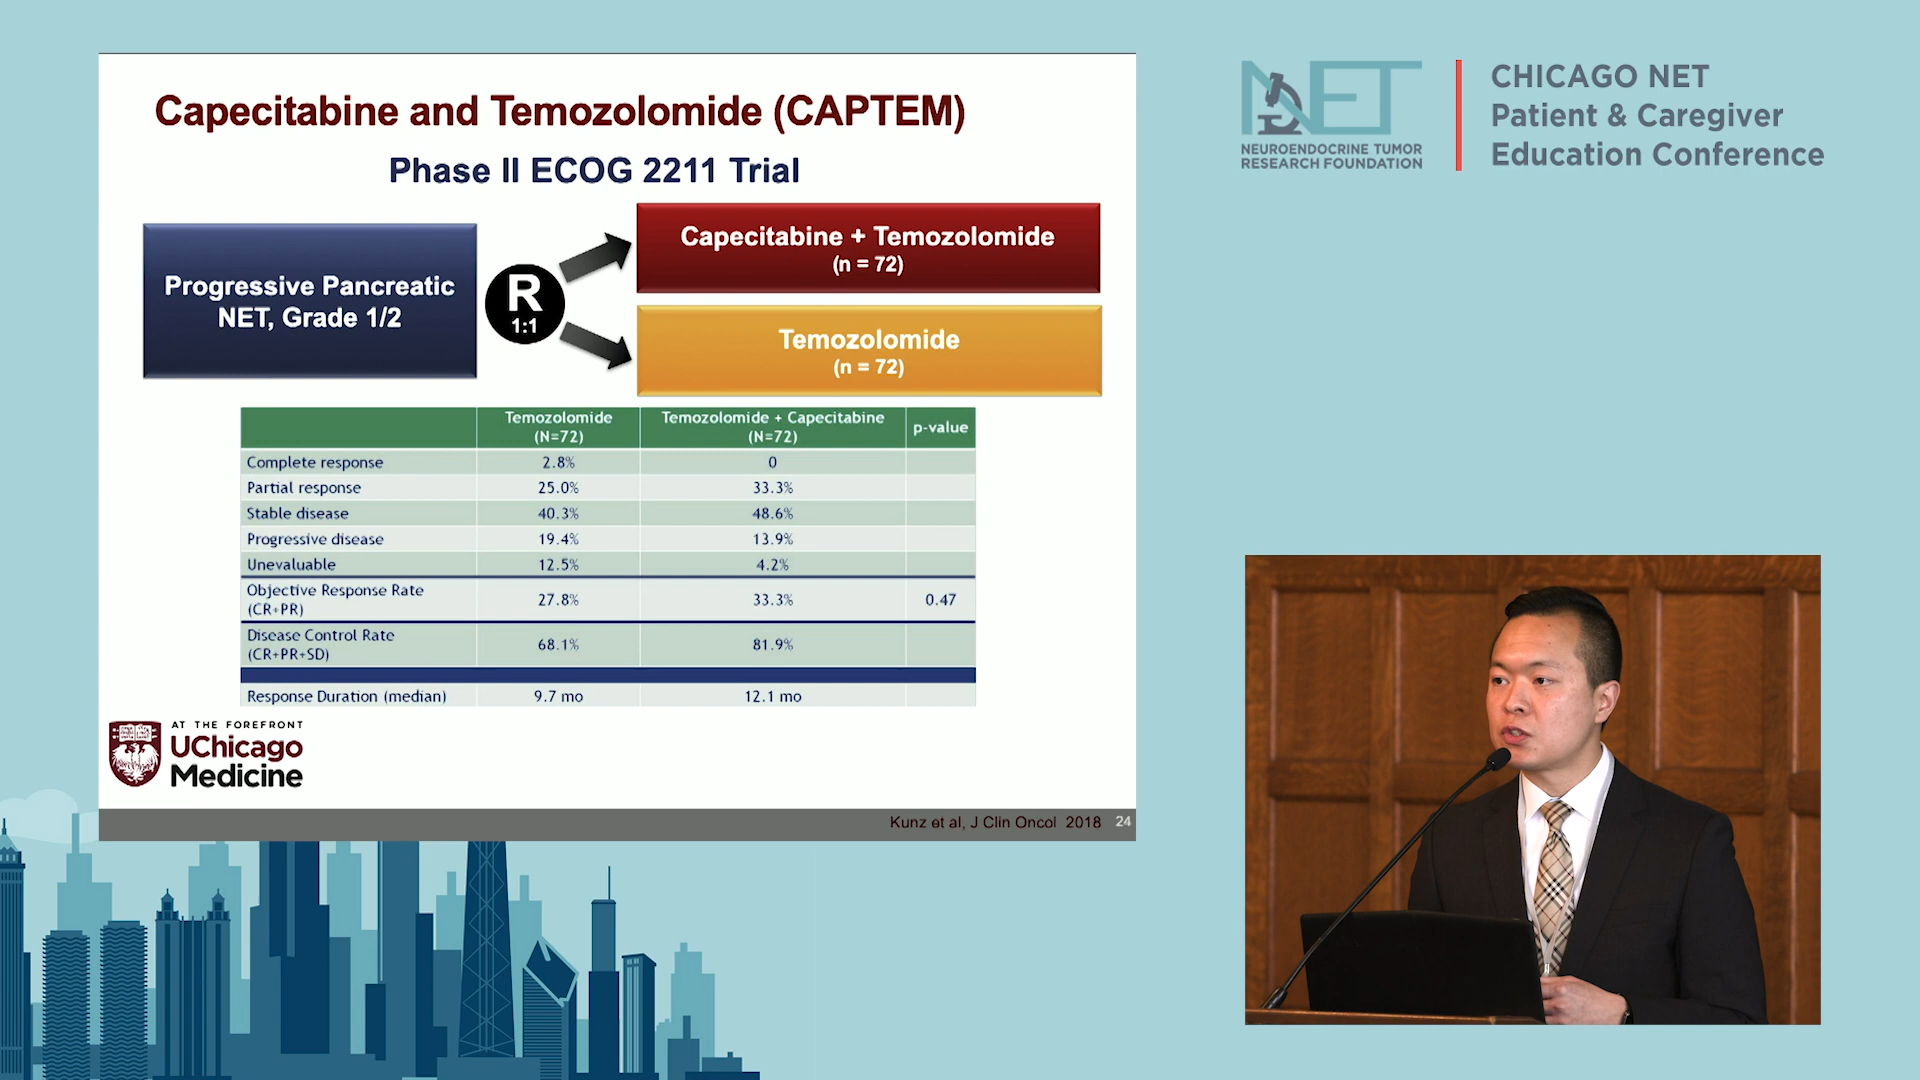 Capecitabine and Temozolomide (CAPTEM)
Phase II ECOG 2211 Trial
Progressive Pancreatic
NET, Grade 1/2
R
1:1
Capecitabine + Temozolomide
(n = 72)
Temozolomide
(n = 72)
Temozolomide (N=72) Temozolomide + Capecitabine (N=72) p-value
Complete response 2.8% 0
Partial response 25.0% 33.3%
Stable disease 40.3% 48.6%
Progressive disease 19.4% 13.9%
Unevaluable 12.5% 4.2%
Objective Response Rate (CR+PR) 27.8% 33.3% 0.47
Disease Control Rate (CR+PR+SD) 68.1% 81.9%
Response Duration (median) 9.7 mo 12.1 mo
AT THE FOREFRONT
UChicago
Medicine
Kunz et al, J Clin Oncol 2018 24
NET
NEUROENDOCRINE TUMOR
RESEARCH FOUNDATION
CHICAGO NET
Patient & Caregiver
Education Conference